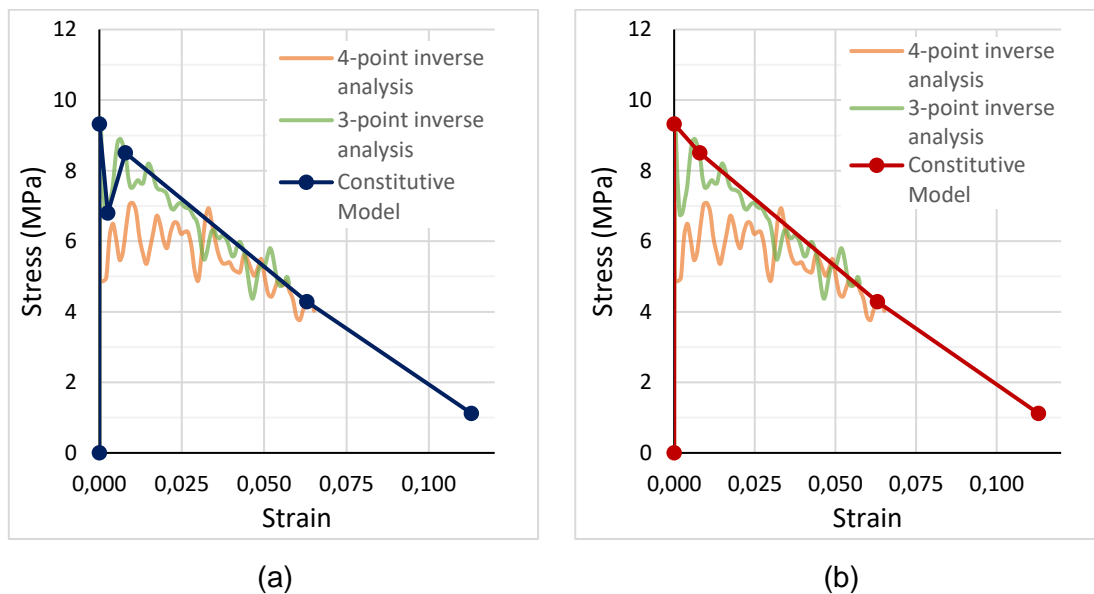 12
10
8
6
4
2
0
Stress (MPa)
0,000
0,025
0,050
0,075
0,100
Strain
4-point inverse
analysis
3-point inverse
analysis
Constitutive
Model
(a)
12
10
8
6
4
2
0
Stress (MPa)
0,000
0,025
0,050
0,075
0,100
Strain
4-point inverse
analysis
3-point inverse
analysis
Constitutive
Model
(b)